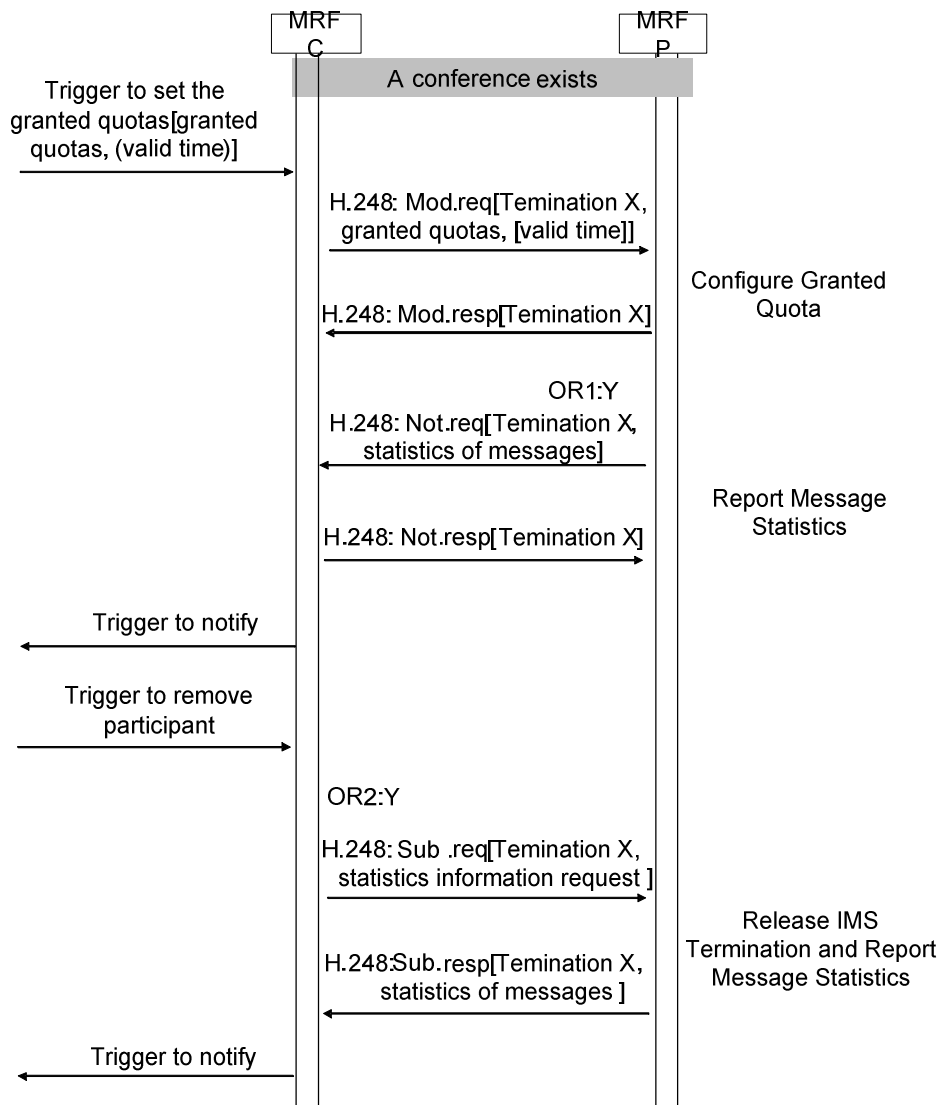 MRF
C
MRF
P
A conference exists
Trigger to set the
granted quotas[granted
quotas, (valid time)]
H.248: Mod.req[Temination X,
granted quotas, [valid time]]
Configure Granted
Quota
H.248: Mod.resp[Temination X]
OR1:Y
H.248: Not.req[Temination X,
statistics of messages]
Report Message
Statistics
H.248: Not.resp[Temination X]
Trigger to notify
Trigger to remove
participant
OR2:Y
H.248: Sub .req[Temination X,
statistics information request ]
Release IMS
Termination and Report
Message Statistics
H.248:Sub.resp[Temination X,
statistics of messages ]
Trigger to notify